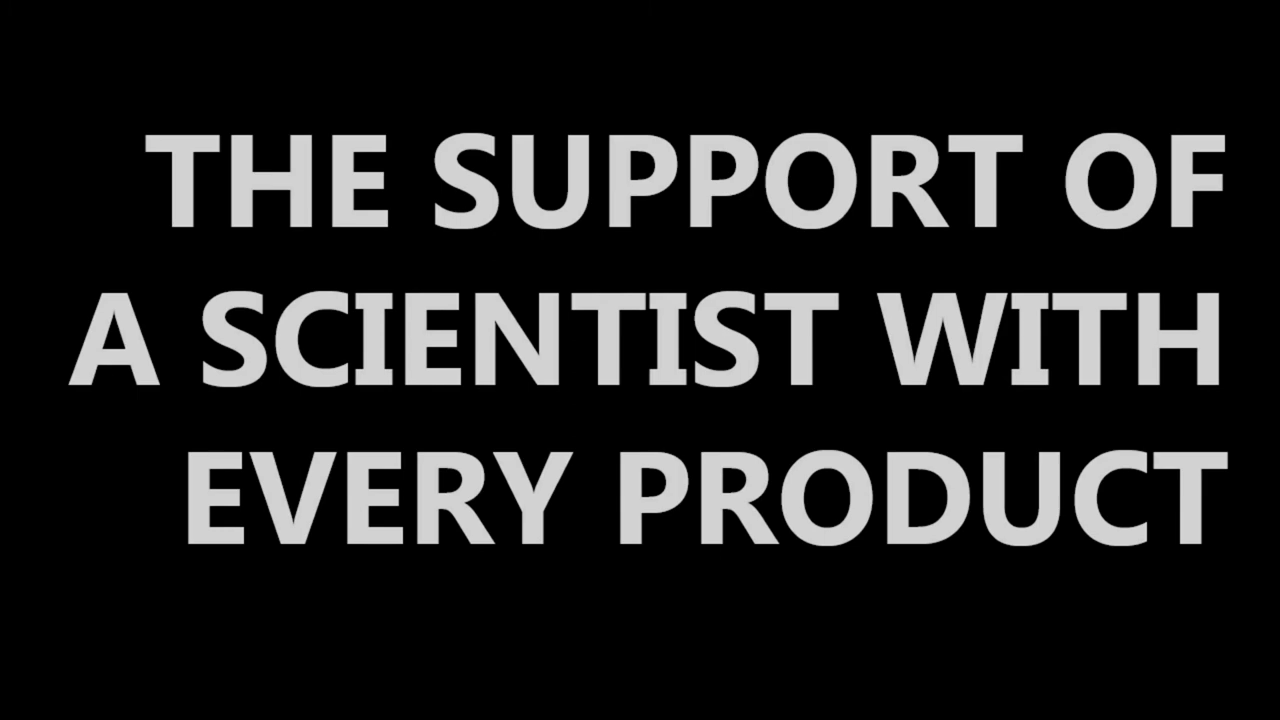 THE SUPPORT OF
A SCIENTIST WITH
EVERY PRODUCT